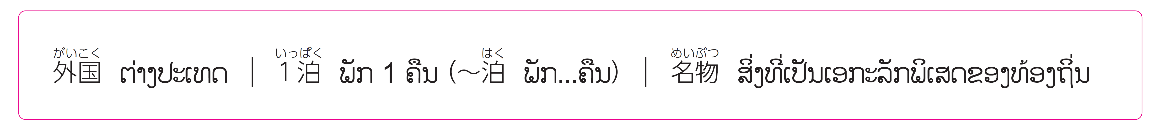 がいこく いっぱく はく めいぶつ
外国 ຕ່າງປະເທດ | 1泊 ພັກ 1 ຄືນ (～泊 ພັກ...ຄືນ) | 名物 ສິ່ງທີ່ເປັນເອກະລັກພິເສດຂອງທ້ອງຖິ່ນ